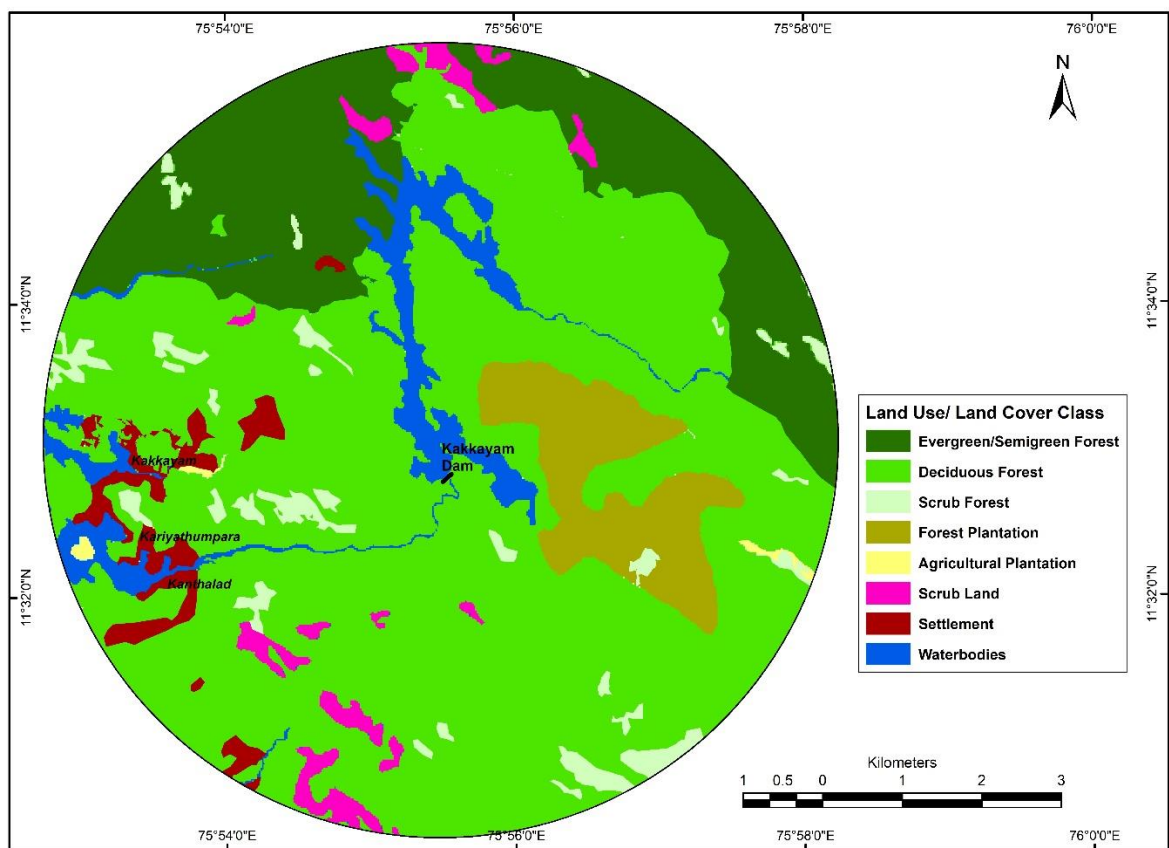 75°54'0"E
75°56'0"E
75°58'0"E
76°0'0"E
N
11°34'0"N
11°34'0"N
Land Use/ Land Cover Class
Evergreen/Semigreen Forest
Deciduous Forest
Scrub Forest
Forest Plantation
Agricultural Plantation
Scrub Land
Settlement
Waterbodies
Kakkayam
Dam
Kakkayam
Kariyathumpara
Kanthalad
11°32'0"N
11°32'0"N
Kilometers
1 0.5 0 1 2 3
75°54'0"E
75°56'0"E
75°58'0"E
76°0'0"E